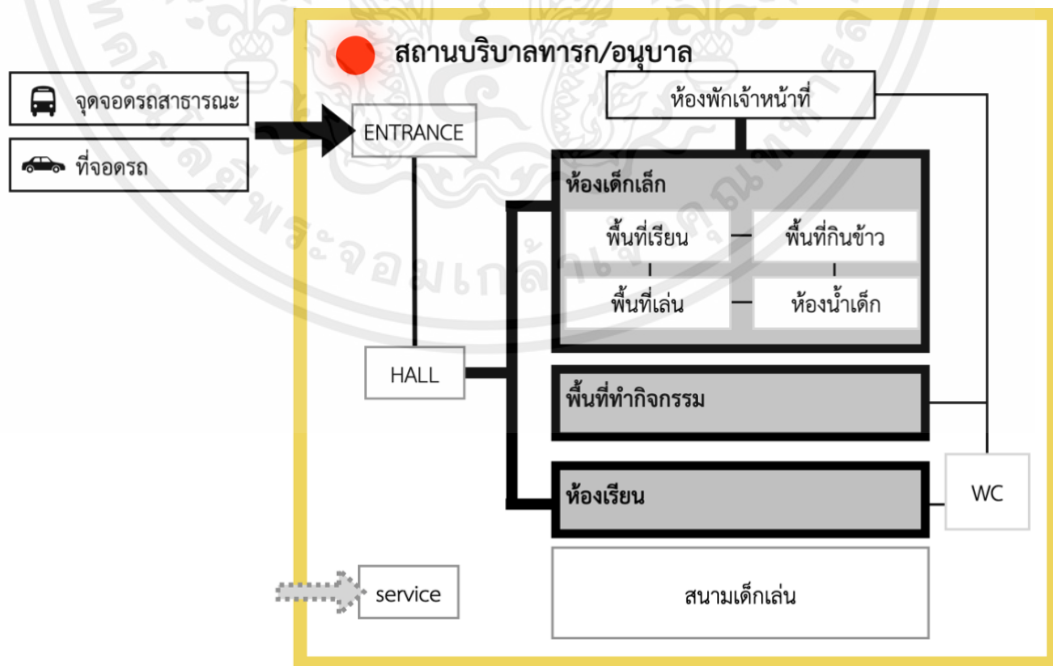 สถานบริบาลทารก/อนุบาล
จุดจอดรถสาธารณะ
ที่จอดรถ
ENTRANCE
ห้องพักเจ้าหน้าที่
ห้องเด็กเล็ก
พื้นที่เรียน
พื้นที่กินข้าว
พื้นที่เล่น
ห้องน้ำเด็ก
HALL
พื้นที่ทำกิจกรรม
ห้องเรียน
WC
service
สนามเด็กเล่น